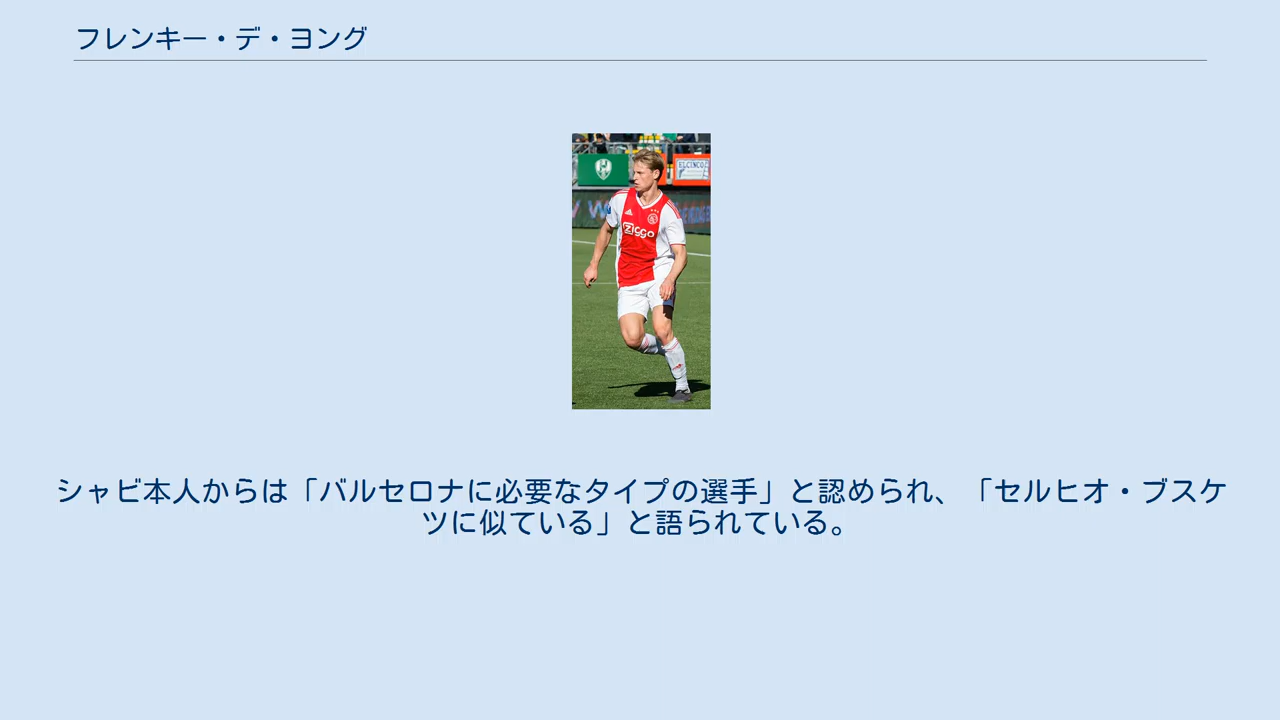 フレンキー・デ・ヨング
ELCINCO
Ziggo
シャビ本人からは「バルセロナに必要なタイプの選手」と認められ、「セルヒオ・ブスケ
ツに似ている」と語られている。